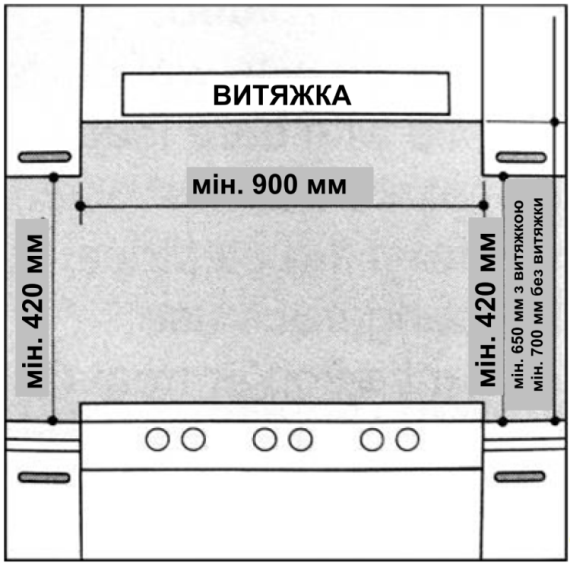 ВИТЯЖКА
мін. 900 мм
мін. 420 мм
мін. 420 мм
мін. 650 мм з витяжкою
мін. 700 мм без витяжки